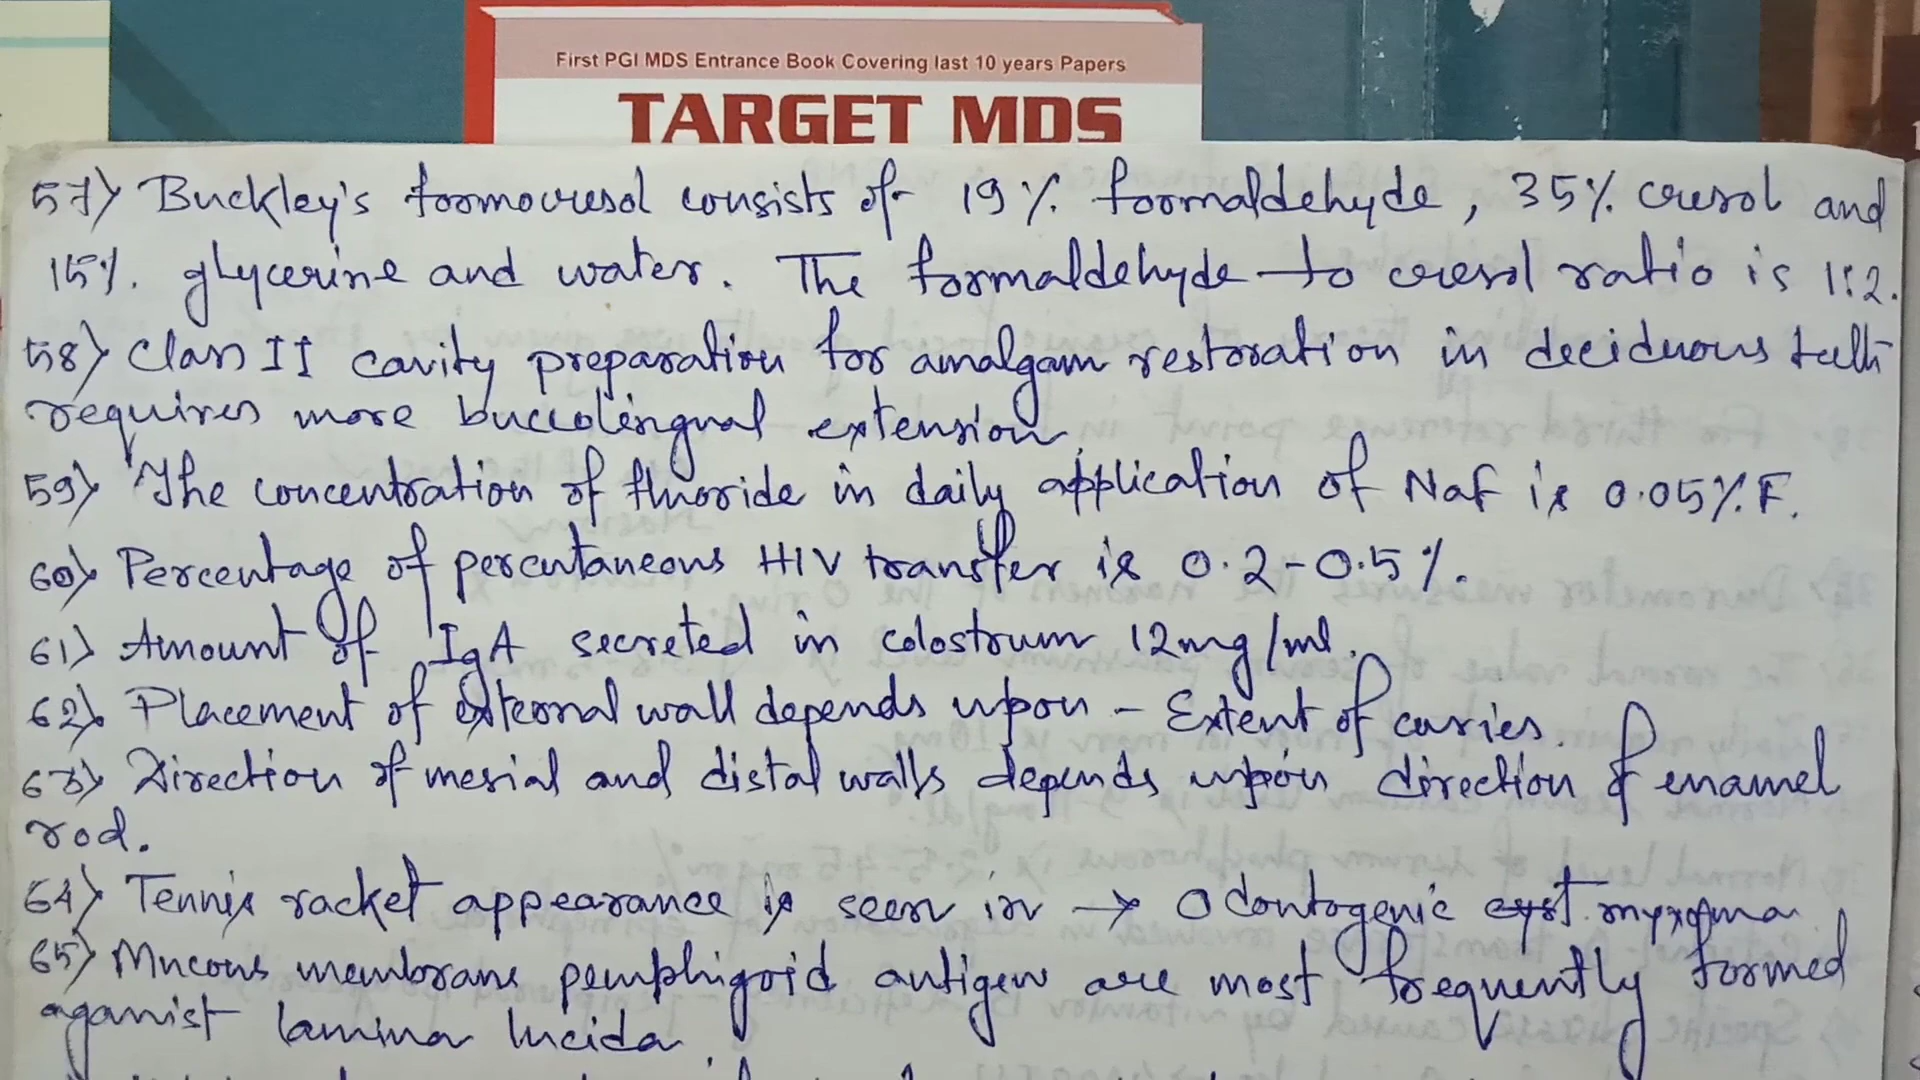 First PGI MDS Entrance Book Covering last 10 years Papers
TARGET MDS
57) Buckley's formocresol consists of 19% formaldehyde, 35% cresol and
15% glycerine and water. The formaldehyde to cresol ratio is 1:2.
58) Class II cavity preparation for amalgam restoration in deciduous teeth
requires more buccolingual extension.
59) The concentration of fluoride in daily application of NaF is 0.05% F.
60) Percentage of percutaneous HIV transfer is 0.2-0.5%.
61) Amount of IgA secreted in colostrum 12mg/ml.
62) Placement of external wall depends upon - Extent of caries.
63) Direction of mesial and distal walls depends upon direction of enamel
rod.
64) Tennis racket appearance is seen in → Odontogenic cyst myxoma
65) Mucous membrane pemphigoid antigen are most frequently formed
aganist lamina lucida.